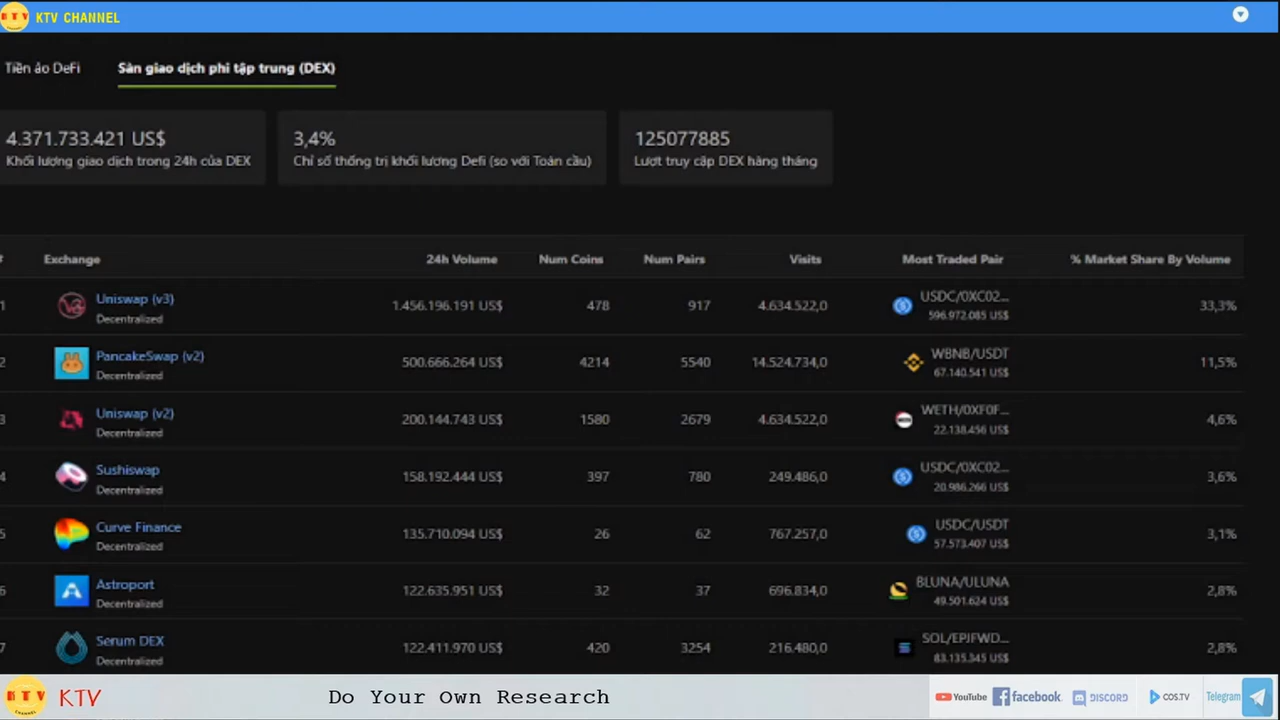 KTV CHANNEL
Tiền ảo DeFi Sàn giao dịch phi tập trung (DEX)
4.371.733.421 US$ 3,4% 125077885
Khối lượng giao dịch trong 24h của DEX Chỉ số thống trị khối lượng Defi (so với Toàn cầu) Lượt truy cập DEX hàng tháng
# Exchange 24h Volume Num Coins Num Pairs Visits Most Traded Pair % Market Share By Volume
1 Uniswap (v3) 1.456.196.191 US$ 478 917 4.634.522,0 USDC/0XC02... 33,3%
Decentralized 596.972.085 US$
2 PancakeSwap (v2) 500.666.264 US$ 4214 5540 14.524.734,0 WBNB/USDT 11,5%
Decentralized 67.140.541 US$
3 Uniswap (v2) 200.144.743 US$ 1580 2679 4.634.522,0 WETH/0XF0F... 4,6%
Decentralized 22.138.456 US$
4 Sushiswap 158.192.444 US$ 397 780 249.486,0 USDC/0XC02... 3,6%
Decentralized 20.986.266 US$
5 Curve Finance 135.710.094 US$ 26 62 767.257,0 USDC/USDT 3,1%
Decentralized 57.573.407 US$
6 Astroport 122.635.951 US$ 32 37 696.834,0 BLUNA/ULUNA 2,8%
Decentralized 49.501.624 US$
7 Serum DEX 122.411.970 US$ 420 3254 216.480,0 SOL/EPJFWD... 2,8%
Decentralized 83.135.345 US$
KTV CHANNEL KTV Do Your Own Research YouTube facebook. DISCORD COS.TV Telegram